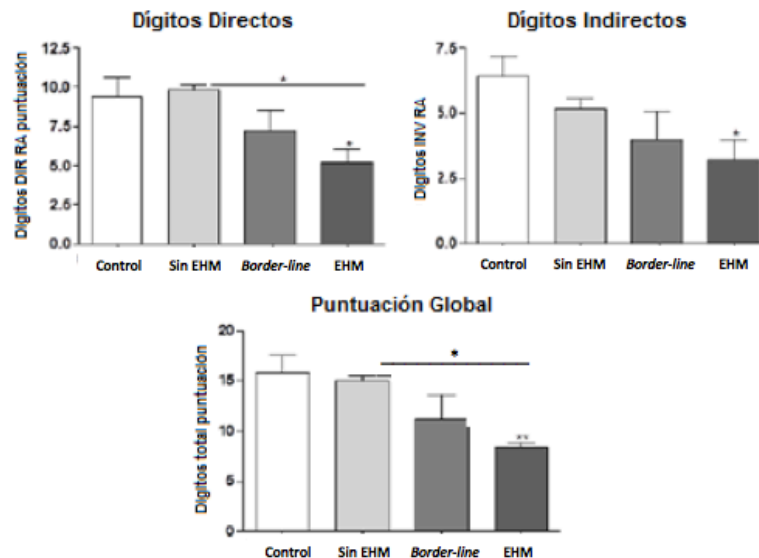 Dígitos Directos
Dígitos DIR RA puntuación
12.5
10.0
7.5
5.0
2.5
0.0
*
*
Control Sin EHM Border-line EHM
Dígitos Indirectos
Dígitos INV RA
7.5
5.0
2.5
0.0
*
Control Sin EHM Border-line EHM
Puntuación Global
Dígitos total puntuación
20
15
10
5
0
*
**
Control Sin EHM Border-line EHM